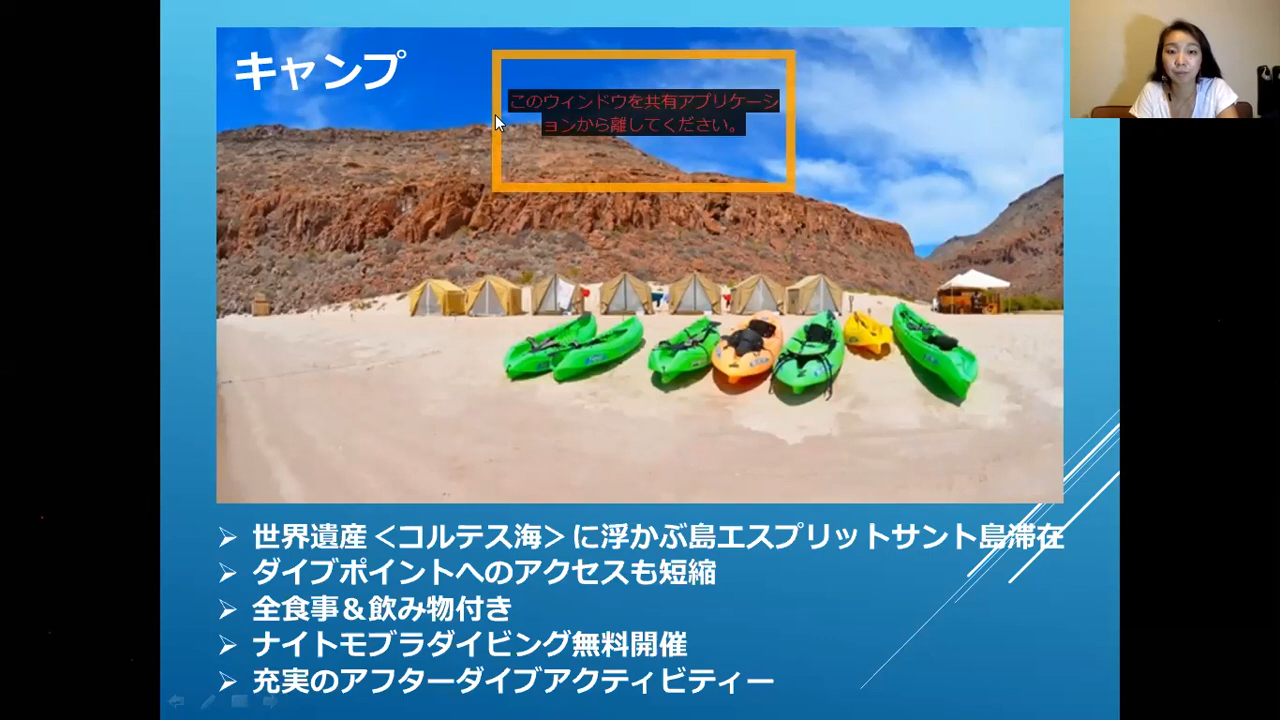 キャンプ
このウィンドウを共有アプリケーシ
ョンから離してください。
世界遺産＜コルテス海＞に浮かぶ島エスプリットサント島滞在
ダイブポイントへのアクセスも短縮
全食事＆飲み物付き
ナイトモブラダイビング無料開催
充実のアフターダイブアクティビティー